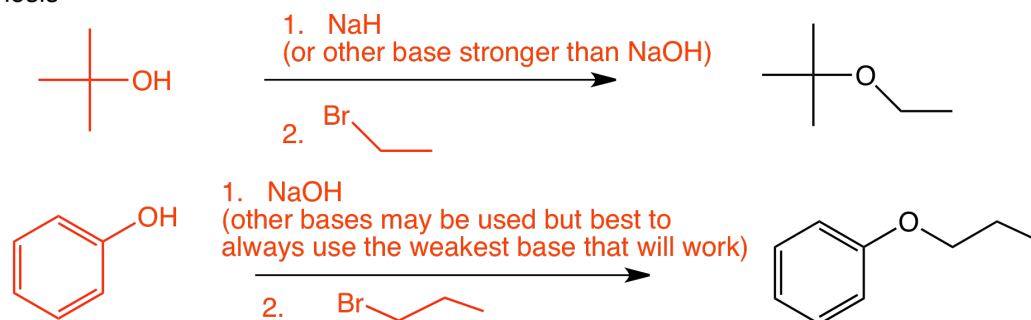 1. NaH
(or other base stronger than NaOH)
OH
O
Br
2.
1. NaOH
(other bases may be used but best to
always use the weakest base that will work)
OH
O
2.
Br